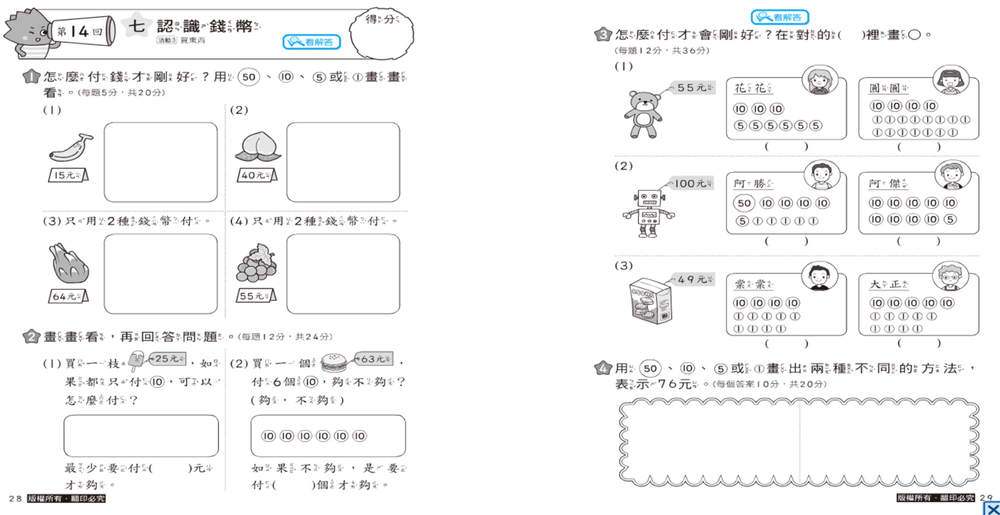 第14回
七 認識錢幣
活動3 買東西
看解答
得分
1 怎麼付錢才剛好？用50、10、5或1畫畫
看。(每題5分，共20分)
(1)
15元
(2)
40元
(3)只用2種錢幣付。
64元
(4)只用2種錢幣付。
55元
2 畫畫看，再回答問題。(每題12分，共24分)
(1)買一枝 25元，如
果都只付10，可以
怎麼付？
最少要付( )元
才夠。
(2)買一個 63元，
付6個10，夠不夠？
(夠，不夠)
10 10 10 10 10 10
如果不夠，是要
付( )個才夠。
28 版權所有・翻印必究
看解答
3 怎麼付才會剛好？在對的( )裡畫○。
(每題12分，共36分)
(1)
55元
花花
10 10 10
5 5 5 5 5 5
( )
圓圓
10 10 10 10
1 1 1 1 1 1 1 1
1 1 1 1 1 1 1
( )
(2)
100元
阿勝
50 10 10 10 10
5 1 1 1 1 1
( )
阿傑
10 10 10 10 10
10 10 10 10 5
( )
(3)
49元
COOKIE
棠棠
10 10 10 10
1 1 1 1 1
1 1 1 1
( )
大正
10 10 10 10 10
1 1 1 1 1
1 1 1 1
( )
4 用50、10、5或1畫出兩種不同的方法，
表示76元。(每個答案10分，共20分)
版權所有・翻印必究 29